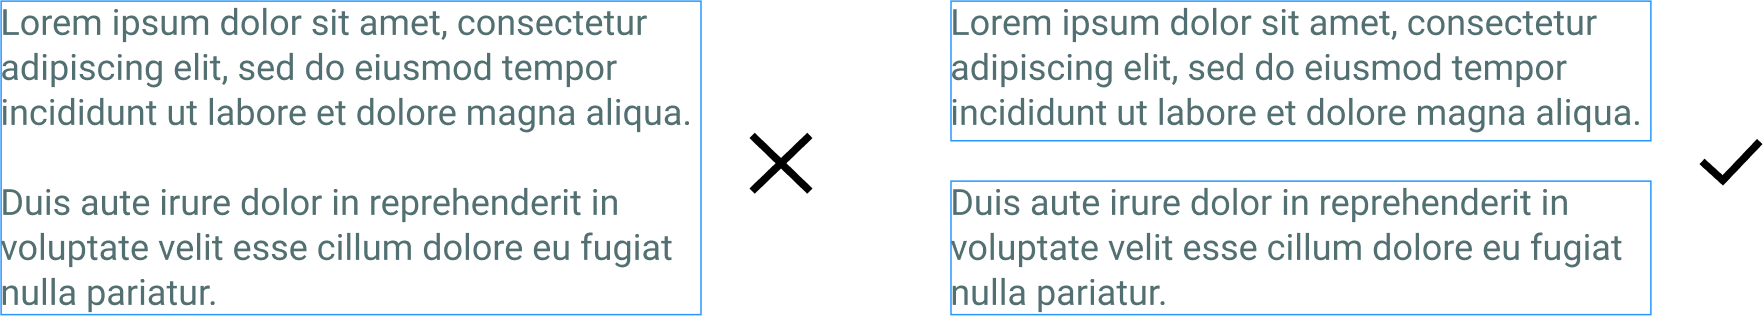 Lorem ipsum dolor sit amet, consectetur
adipiscing elit, sed do eiusmod tempor
incididunt ut labore et dolore magna aliqua.
Duis aute irure dolor in reprehenderit in
voluptate velit esse cillum dolore eu fugiat
nulla pariatur.
Lorem ipsum dolor sit amet, consectetur
adipiscing elit, sed do eiusmod tempor
incididunt ut labore et dolore magna aliqua.
Duis aute irure dolor in reprehenderit in
voluptate velit esse cillum dolore eu fugiat
nulla pariatur.